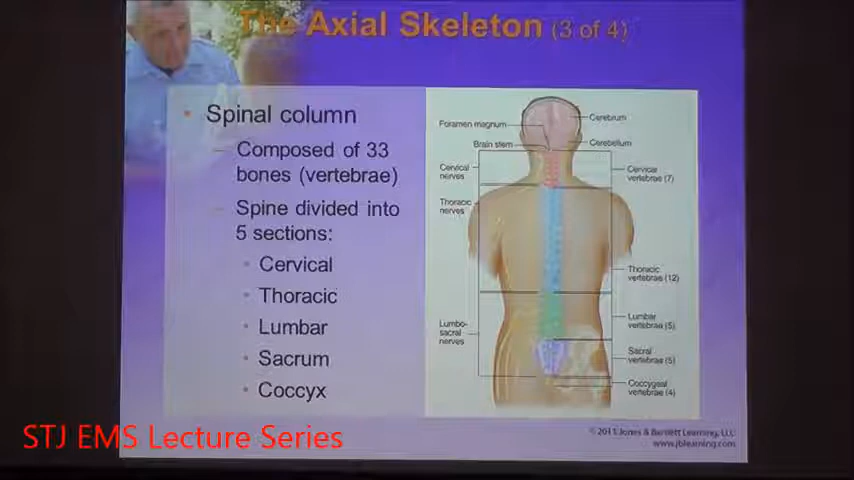 The Axial Skeleton (3 of 4)
Spinal column
Composed of 33
bones (vertebrae)
Spine divided into
5 sections:
Cervical
Thoracic
Lumbar
Sacrum
Coccyx
Foramen magnum
Brain stem
Cervical
nerves
Thoracic
nerves
Lumbo-
sacral
nerves
Cerebrum
Cerebellum
Cervical
vertebrae (7)
Thoracic
vertebrae (12)
Lumbar
vertebrae (5)
Sacral
vertebrae (5)
Coccygeal
vertebrae (4)
© 2011 Jones & Bartlett Learning, LLC
www.jblearning.com
STJ EMS Lecture Series